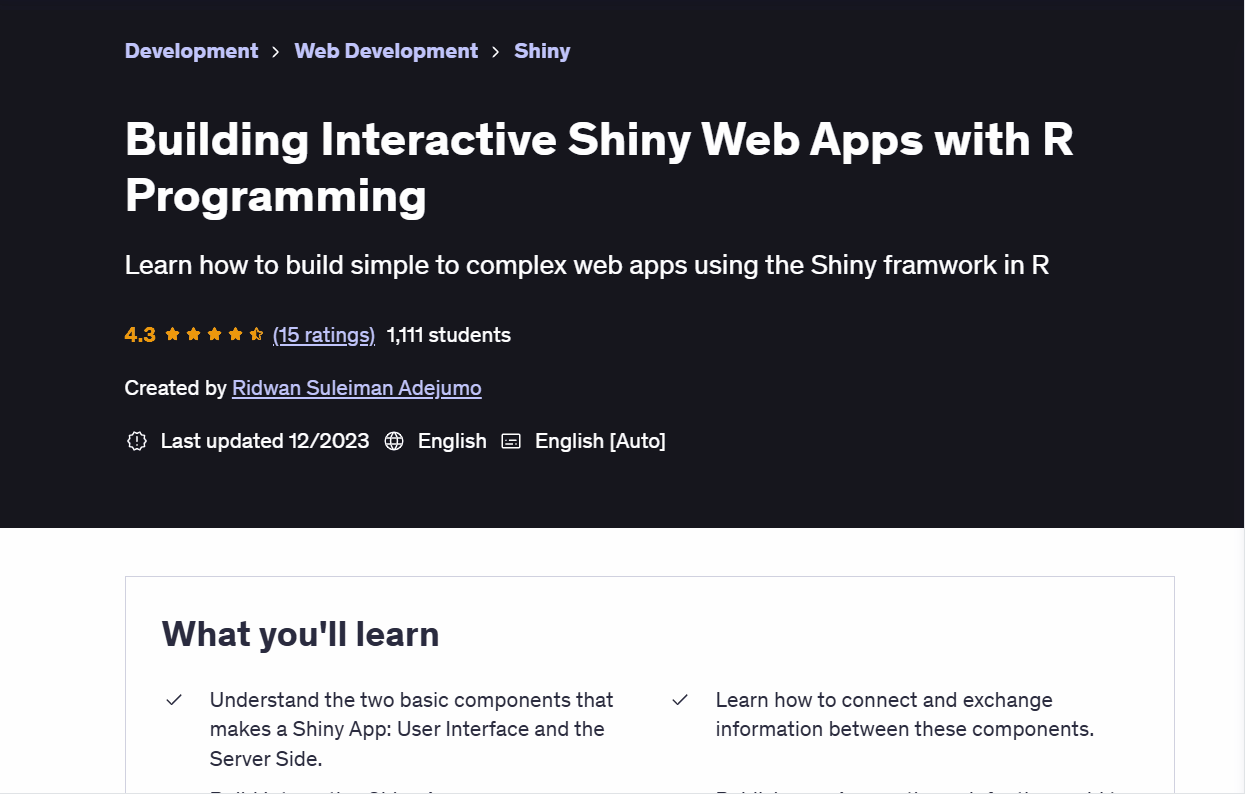 Development > Web Development > Shiny
Building Interactive Shiny Web Apps with R
Programming
Learn how to build simple to complex web apps using the Shiny framwork in R
4.3 (15 ratings) 1,111 students
Created by Ridwan Suleiman Adejumo
Last updated 12/2023 English English [Auto]
What you'll learn
Understand the two basic components that
makes a Shiny App: User Interface and the
Server Side.
Learn how to connect and exchange
information between these components.